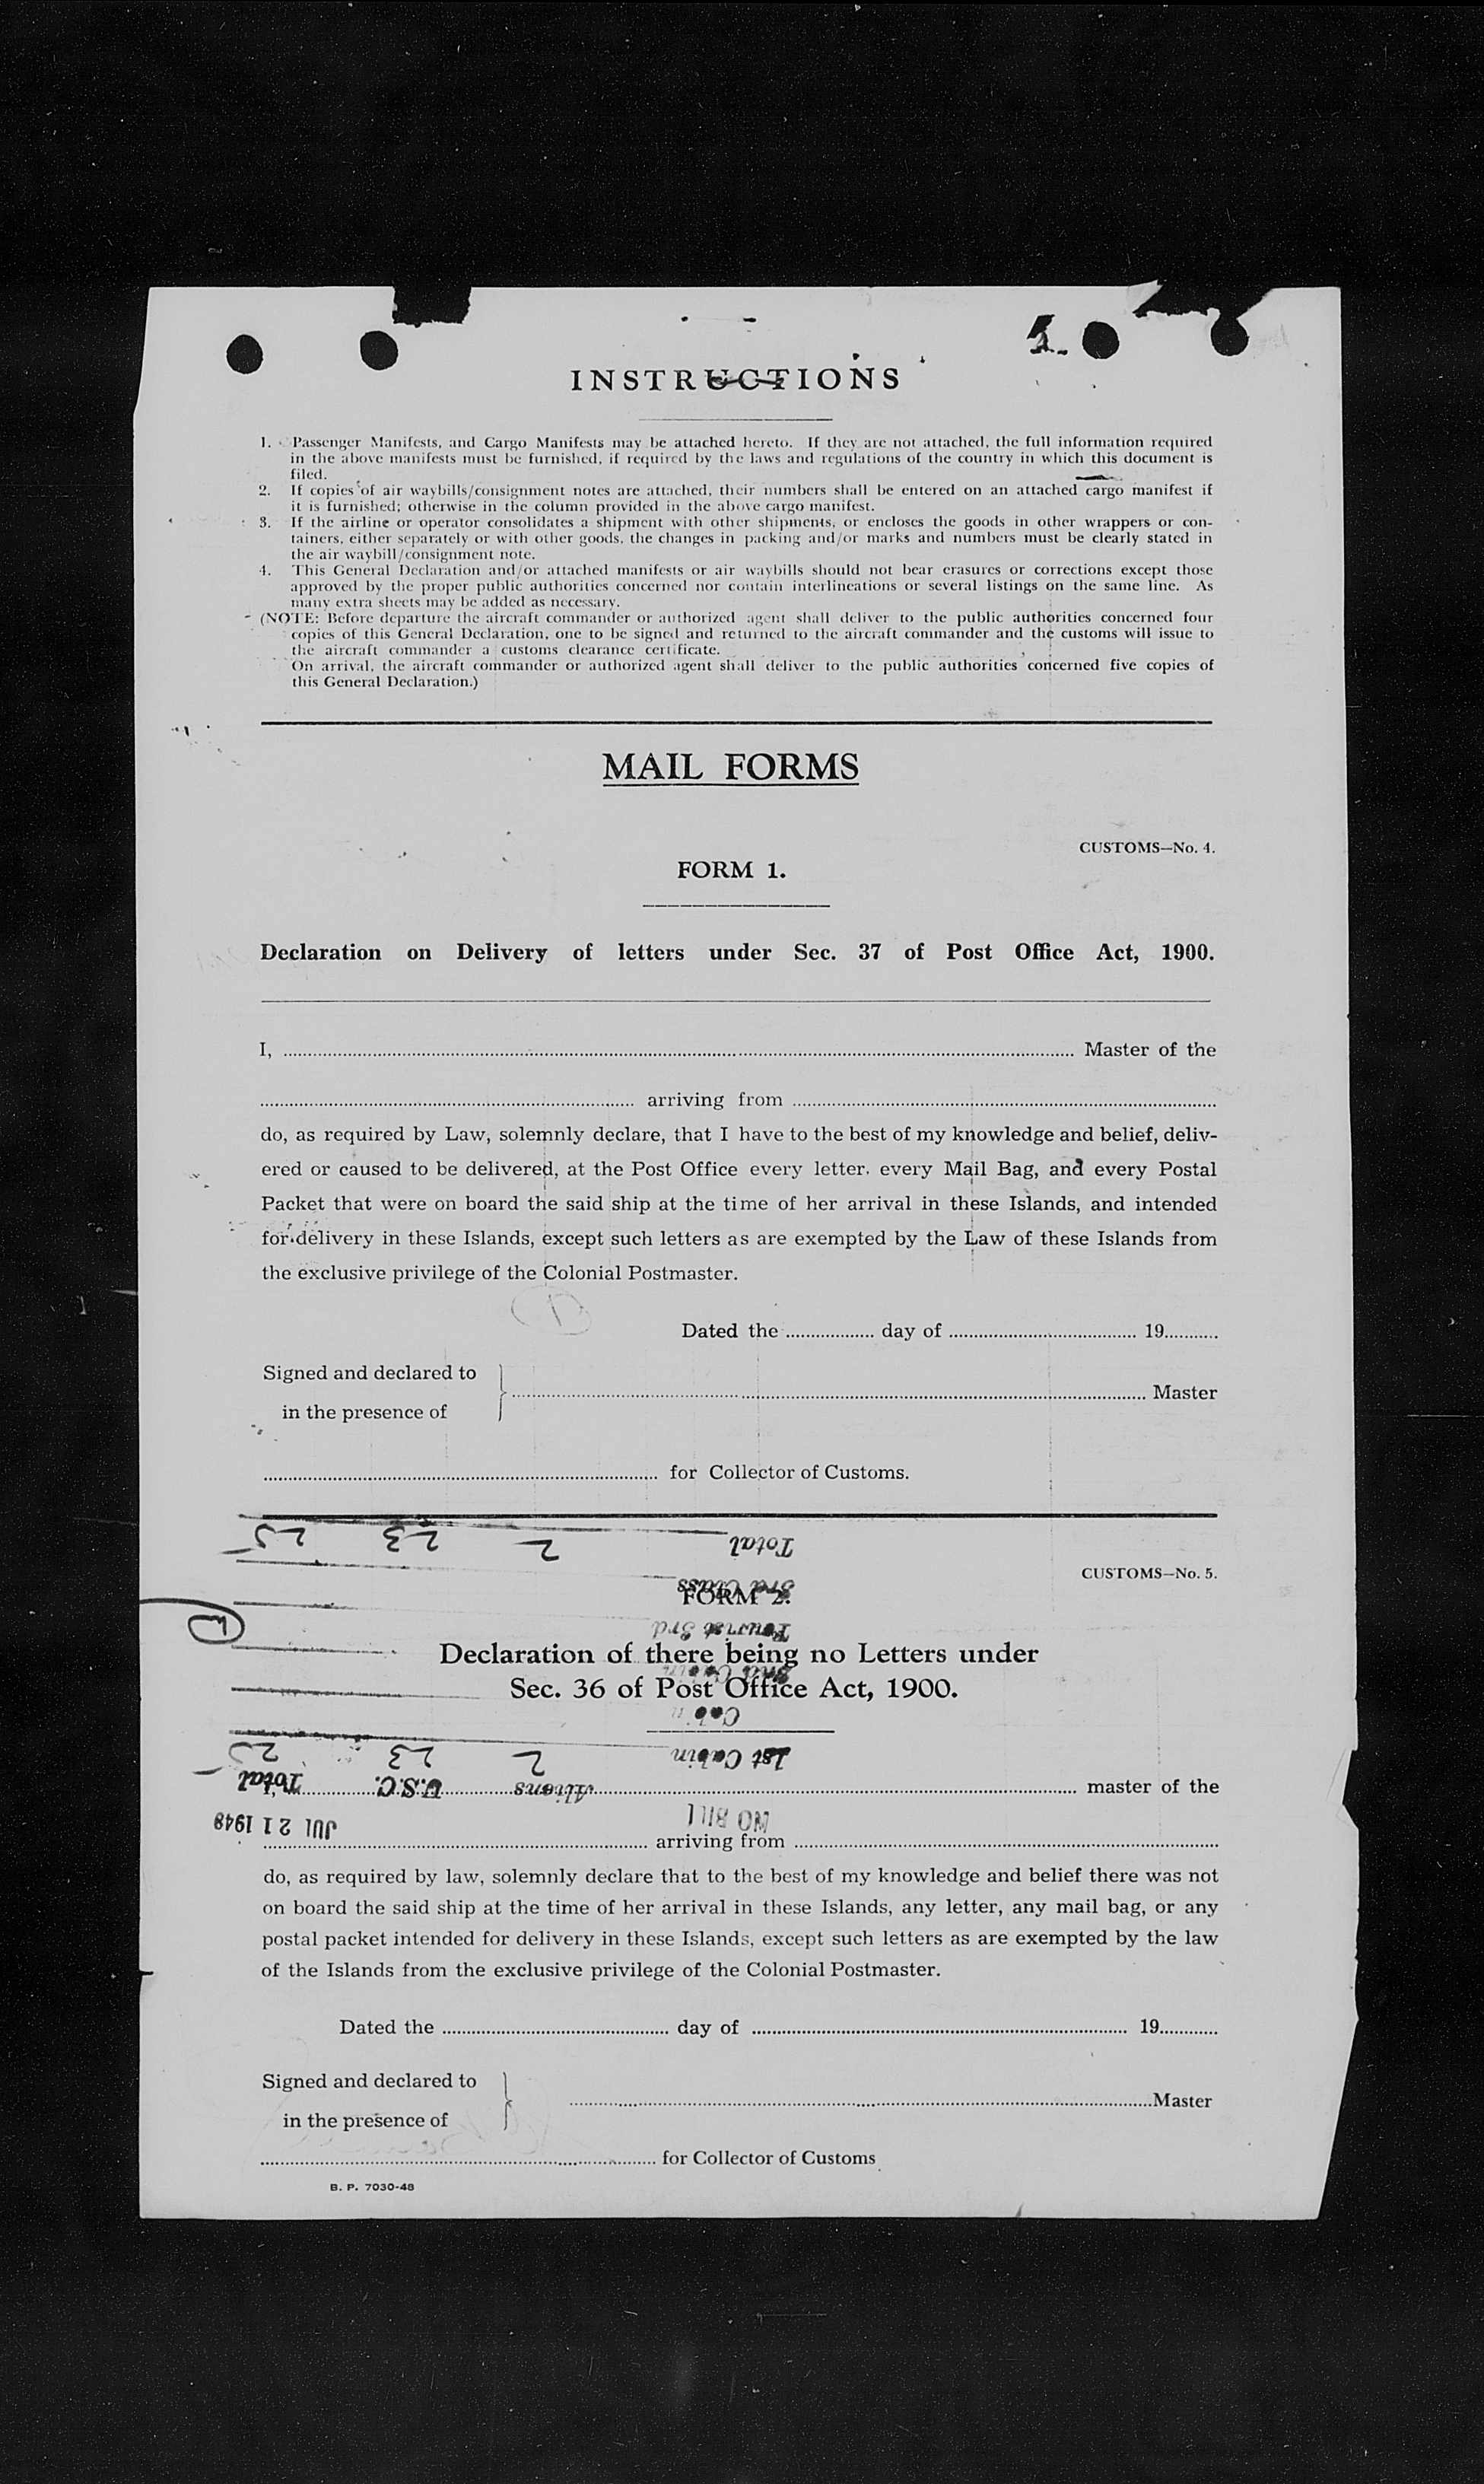 INSTRUCTIONS
1. Passenger Manifests, and Cargo Manifests may be attached hereto. If they are not attached, the full information required
in the above manifests must be furnished, if required by the laws and regulations of the country in which this document is
filed.
2. If copies of air waybills/consignment notes are attached, their numbers shall be entered on an attached cargo manifest if
it is furnished; otherwise in the column provided in the above cargo manifest.
3. If the airline or operator consolidates a shipment with other shipments, or encloses the goods in other wrappers or con-
tainers, either separately or with other goods, the changes in packing and/or marks and numbers must be clearly stated in
the air waybill/consignment note.
4. This General Declaration and/or attached manifests or air waybills should not bear erasures or corrections except those
approved by the proper public authorities concerned nor contain interlineations or several listings on the same line. As
many extra sheets may be added as necessary.
(NOTE: Before departure the aircraft commander or authorized agent shall deliver to the public authorities concerned four
copies of this General Declaration, one to be signed and returned to the aircraft commander and the customs will issue to
the aircraft commander a customs clearance certificate.
On arrival, the aircraft commander or authorized agent shall deliver to the public authorities concerned five copies of
this General Declaration.)
MAIL FORMS
CUSTOMS—No. 4.
FORM 1.
Declaration on Delivery of letters under Sec. 37 of Post Office Act, 1900.
I, ........ Master of the
........ arriving from ........
do, as required by Law, solemnly declare, that I have to the best of my knowledge and belief, deliv-
ered or caused to be delivered, at the Post Office every letter. every Mail Bag, and every Postal
Packet that were on board the said ship at the time of her arrival in these Islands, and intended
for delivery in these Islands, except such letters as are exempted by the Law of these Islands from
the exclusive privilege of the Colonial Postmaster.
Dated the ........ day of ........ 19........
Signed and declared to
........ Master
in the presence of
........ for Collector of Customs.
Total 2 23 25
CUSTOMS—No. 5.
3rd Class
FORM 2.
Tourist 3rd
Declaration of there being no Letters under
2nd Cabin
Sec. 36 of Post Office Act, 1900.
Cabin
1st Cabin 2 23 25
Aliens U.S.C. Total
I, ........ master of the
NO BILL JUL 21 1948
........ arriving from ........
do, as required by law, solemnly declare that to the best of my knowledge and belief there was not
on board the said ship at the time of her arrival in these Islands, any letter, any mail bag, or any
postal packet intended for delivery in these Islands, except such letters as are exempted by the law
of the Islands from the exclusive privilege of the Colonial Postmaster.
Dated the ........ day of ........ 19........
Signed and declared to
........ Master
in the presence of
........ for Collector of Customs
B. P. 7030-48